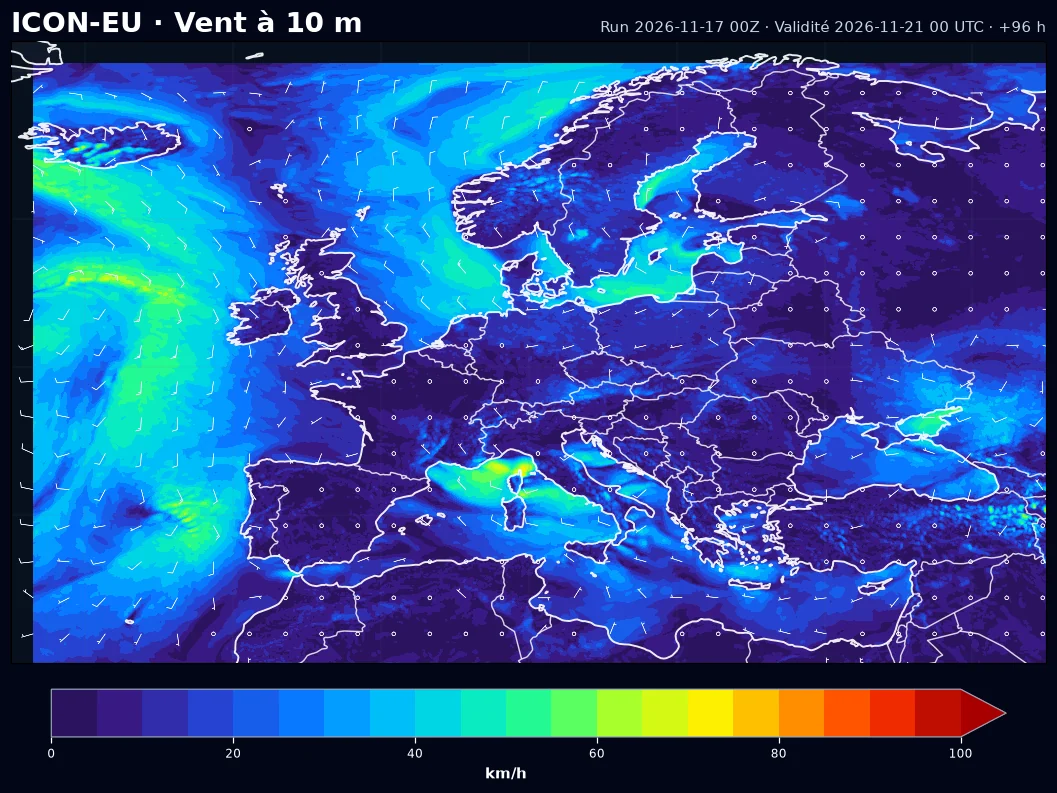 ICON-EU · Vent à 10 m
Run 2026-11-17 00Z · Validité 2026-11-21 00 UTC · +96 h
0 20 40 60 80 100
km/h